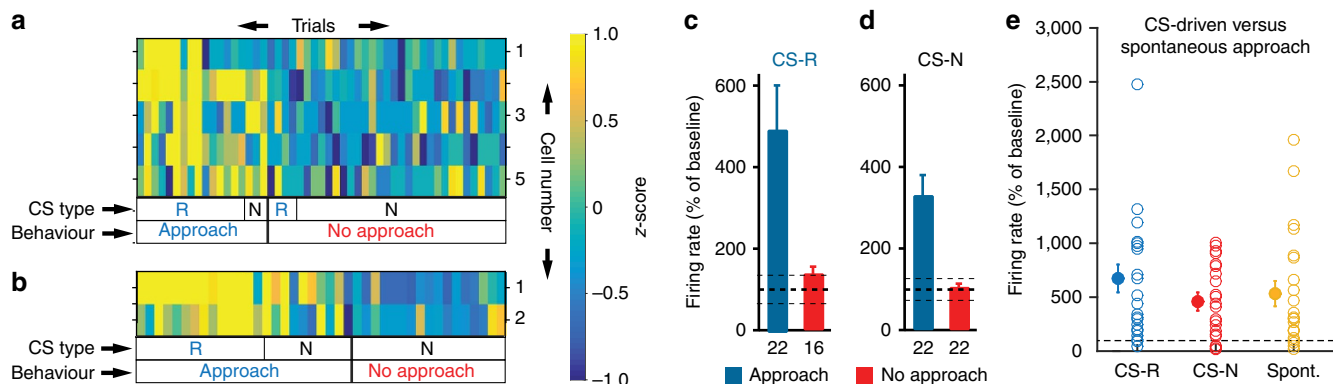 a
Trials
1
3
5
Cell number
CS type
R
N
R
N
Behaviour
Approach
No approach
b
1
2
CS type
R
N
N
Behaviour
Approach
No approach
1.0
0.5
0
−0.5
−1.0
z-score
c
CS-R
Firing rate (% of baseline)
600
400
200
0
22
16
d
CS-N
600
400
200
0
22
22
Approach
No approach
e
CS-driven versus
spontaneous approach
Firing rate (% of baseline)
3,000
2,500
2,000
1,500
1,000
500
0
CS-R
CS-N
Spont.